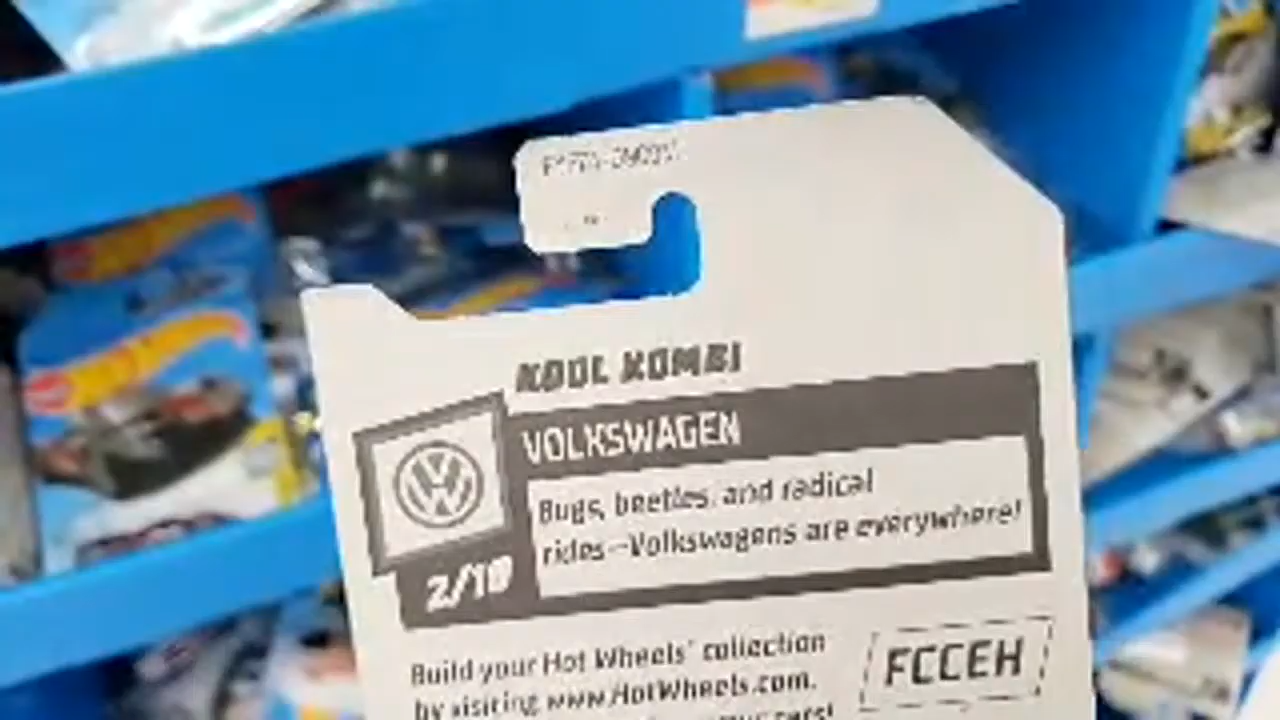 KOOL KOMBI
VOLKSWAGEN
Bugs, beetles, and radical
rides—Volkswagens are everywhere!
2/10
Build your Hot Wheels' collection
by visiting www.HotWheels.com.
FCCEH
cars!